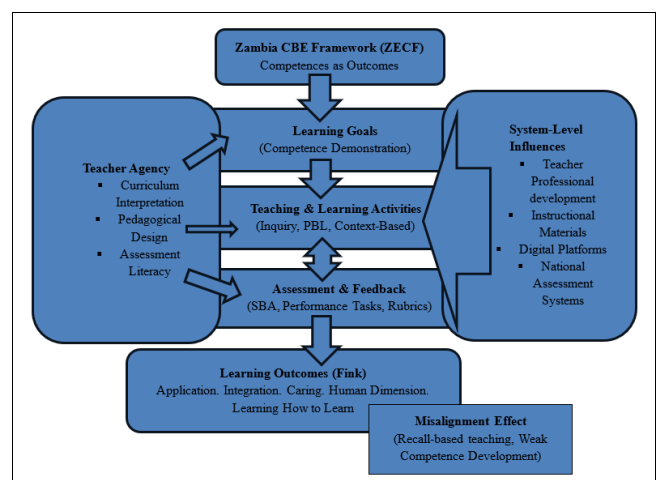 Zambia CBE Framework (ZECF)
Competences as Outcomes
Learning Goals
(Competence Demonstration)
Teacher Agency
▪ Curriculum
Interpretation
▪ Pedagogical
Design
▪ Assessment
Literacy
Teaching & Learning Activities
(Inquiry, PBL, Context-Based)
System-Level
Influences
▪ Teacher
Professional
development
▪ Instructional
Materials
▪ Digital Platforms
▪ National
Assessment
Systems
Assessment & Feedback
(SBA, Performance Tasks, Rubrics)
Learning Outcomes (Fink)
Application. Integration. Caring. Human Dimension.
Learning How to Learn
Misalignment Effect
(Recall-based teaching, Weak
Competence Development)